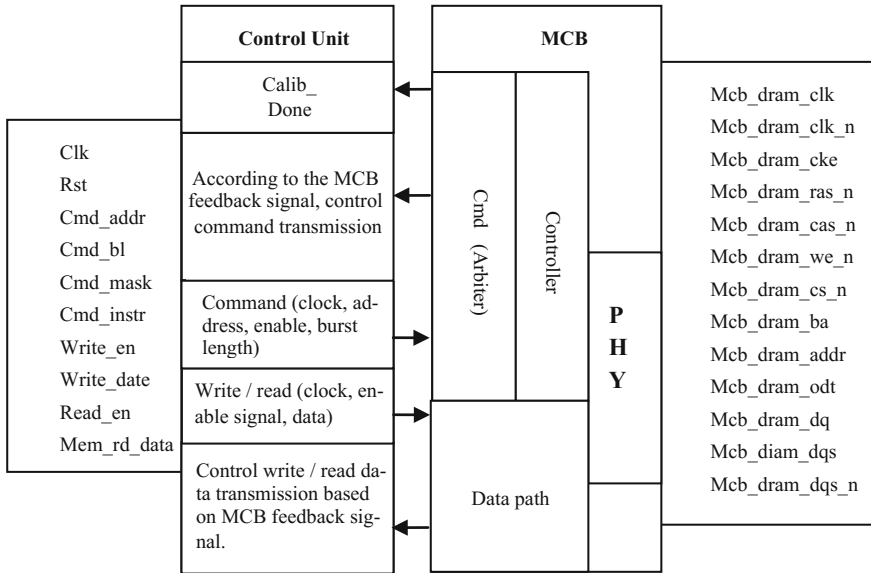 Clk
Rst
Cmd_addr
Cmd_bl
Cmd_mask
Cmd_instr
Write_en
Write_date
Read_en
Mem_rd_data
Control Unit
Calib_
Done
According to the MCB
feedback signal, control
command transmission
Command (clock, ad-
dress, enable, burst
length)
Write / read (clock, en-
able signal, data)
Control write / read da-
ta transmission based
on MCB feedback sig-
nal.
MCB
Cmd (Arbiter)
Controller
P
H
Y
Data path
Mcb_dram_clk
Mcb_dram_clk_n
Mcb_dram_cke
Mcb_dram_ras_n
Mcb_dram_cas_n
Mcb_dram_we_n
Mcb_dram_cs_n
Mcb_dram_ba
Mcb_dram_addr
Mcb_dram_odt
Mcb_dram_dq
Mcb_diam_dqs
Mcb_dram_dqs_n